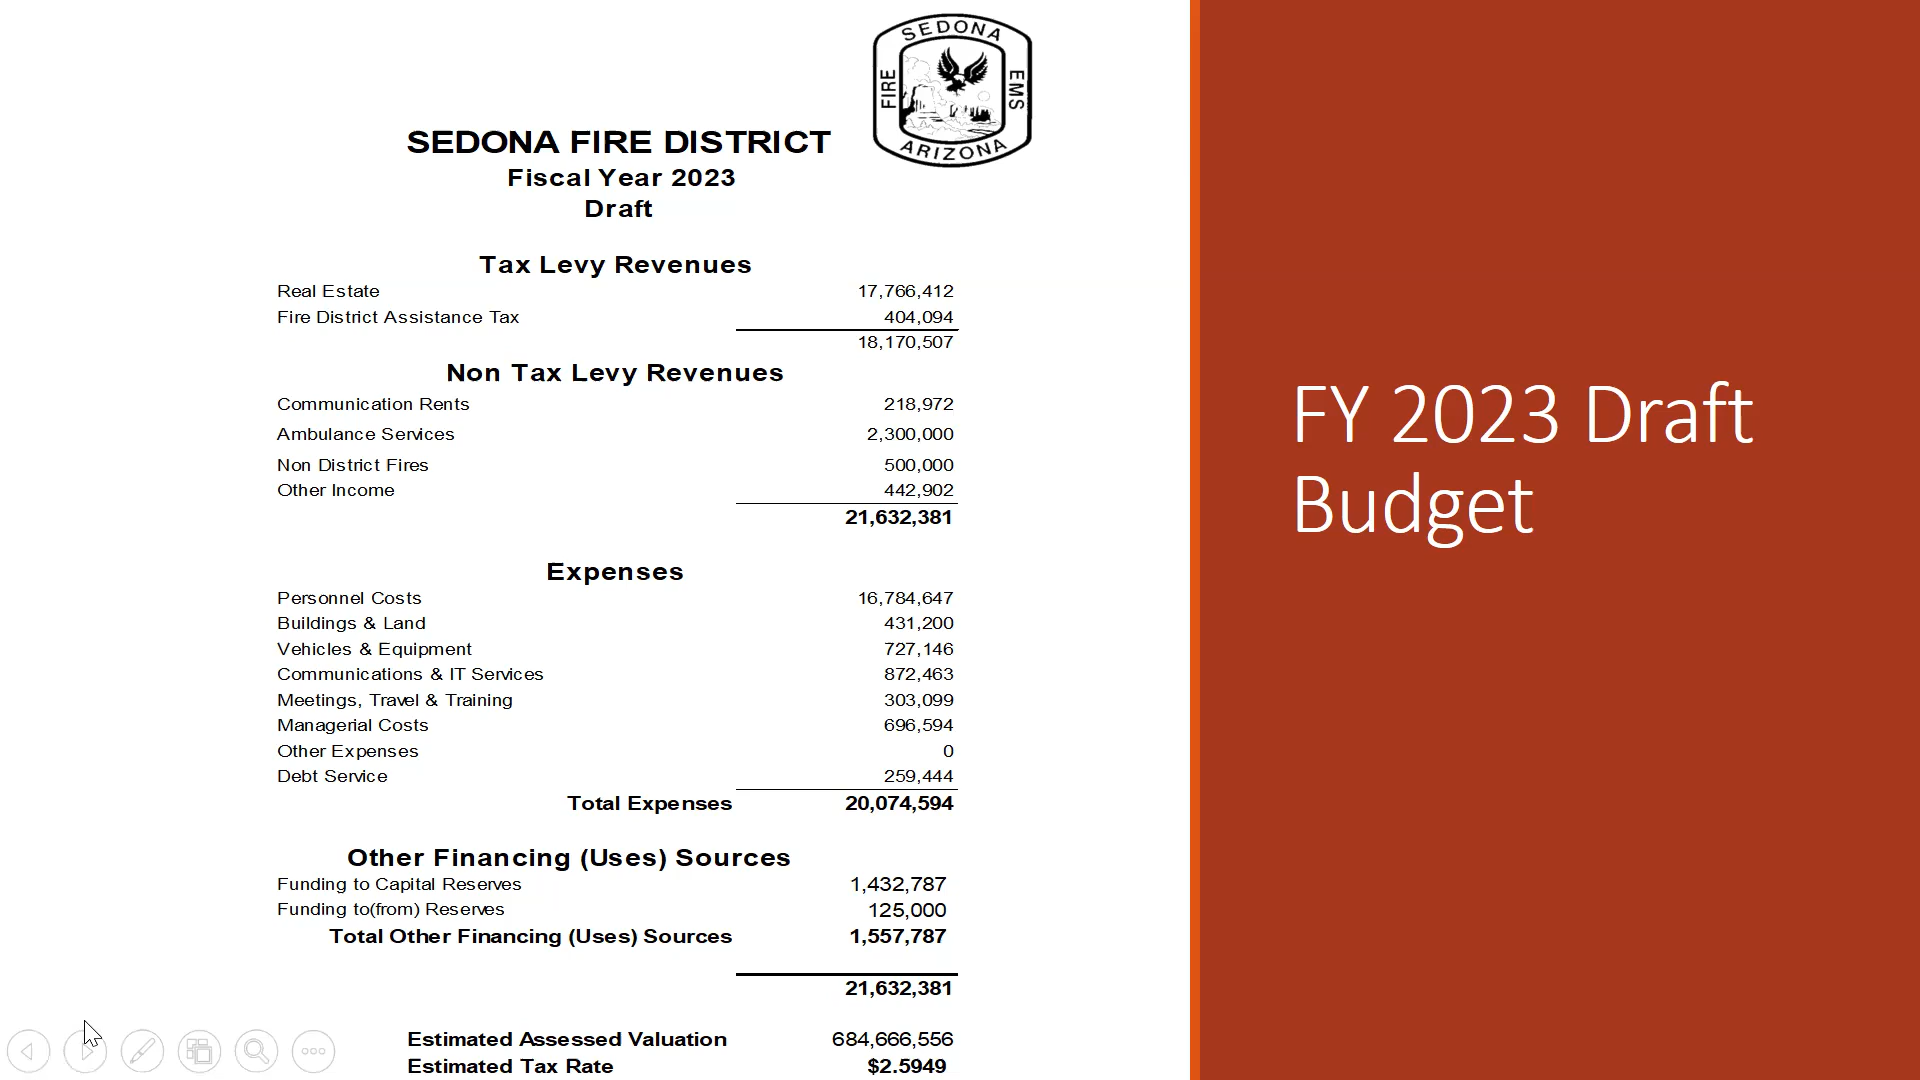 SEDONA
FIRE
EMS
ARIZONA
SEDONA FIRE DISTRICT
Fiscal Year 2023
Draft
Tax Levy Revenues
Real Estate 17,766,412
Fire District Assistance Tax 404,094
18,170,507
Non Tax Levy Revenues
Communication Rents 218,972
Ambulance Services 2,300,000
Non District Fires 500,000
Other Income 442,902
21,632,381
Expenses
Personnel Costs 16,784,647
Buildings & Land 431,200
Vehicles & Equipment 727,146
Communications & IT Services 872,463
Meetings, Travel & Training 303,099
Managerial Costs 696,594
Other Expenses 0
Debt Service 259,444
Total Expenses 20,074,594
Other Financing (Uses) Sources
Funding to Capital Reserves 1,432,787
Funding to(from) Reserves 125,000
Total Other Financing (Uses) Sources 1,557,787
21,632,381
Estimated Assessed Valuation 684,666,556
Estimated Tax Rate $2.5949
FY 2023 Draft
Budget